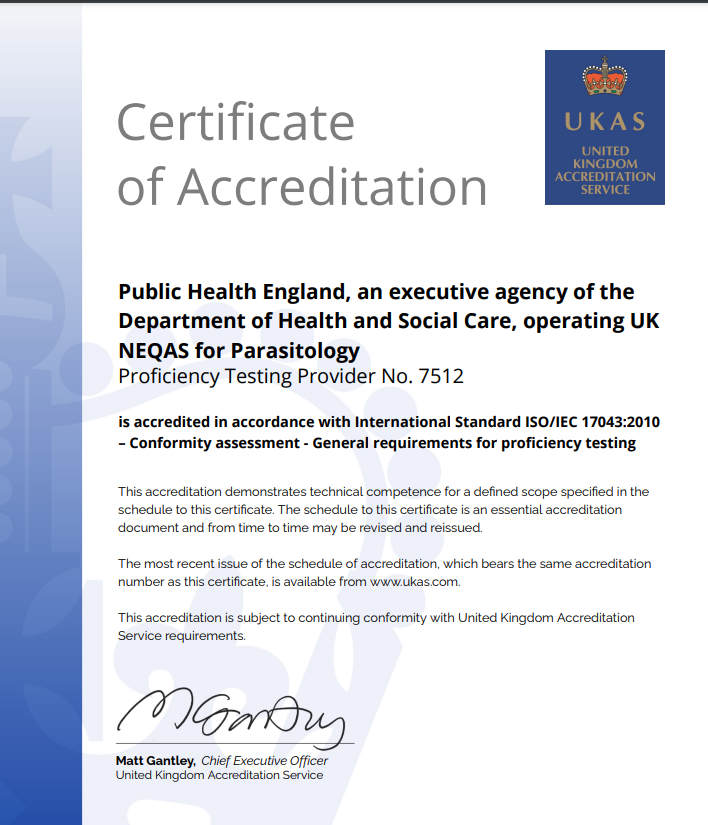 Certificate
of Accreditation
UKAS
UNITED
KINGDOM
ACCREDITATION
SERVICE
Public Health England, an executive agency of the
Department of Health and Social Care, operating UK
NEQAS for Parasitology
Proficiency Testing Provider No. 7512
is accredited in accordance with International Standard ISO/IEC 17043:2010
– Conformity assessment - General requirements for proficiency testing
This accreditation demonstrates technical competence for a defined scope specified in the
schedule to this certificate. The schedule to this certificate is an essential accreditation
document and from time to time may be revised and reissued.
The most recent issue of the schedule of accreditation, which bears the same accreditation
number as this certificate, is available from www.ukas.com.
This accreditation is subject to continuing conformity with United Kingdom Accreditation
Service requirements.
M Gantley
Matt Gantley, Chief Executive Officer
United Kingdom Accreditation Service